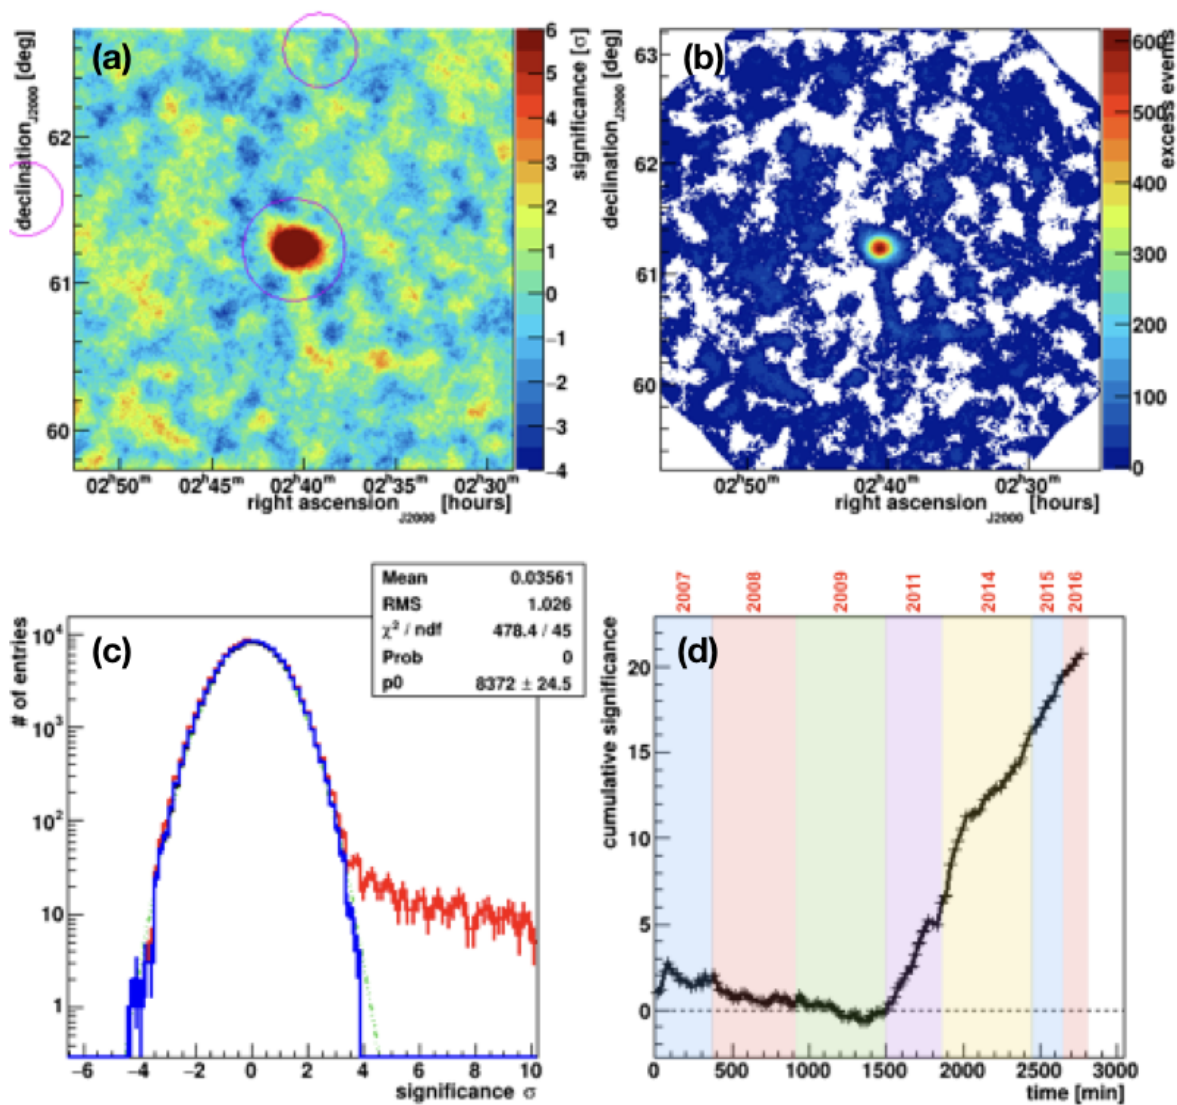 (a)
declination J2000 [deg]
62
61
60
02h50m 02h45m 02h40m 02h35m 02h30m
right ascension J2000 [hours]
6
5
4
3
2
1
0
−1
−2
−3
−4
significance [σ]
(b)
declination J2000 [deg]
63
62
61
60
02h50m 02h40m 02h30m
right ascension J2000 [hours]
600
500
400
300
200
100
0
excess events
(c)
Mean 0.03561
RMS 1.026
χ² / ndf 478.4 / 45
Prob 0
p0 8372 ± 24.5
# of entries
10⁴
10³
10²
10
1
−6 −4 −2 0 2 4 6 8 10
significance σ
2007 2008 2009 2011 2014 2015 2016
(d)
cumulative significance
20
15
10
5
0
0 500 1000 1500 2000 2500 3000
time [min]